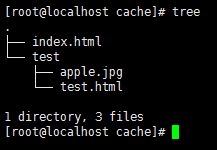 [root@localhost cache]# tree
.
├── index.html
└── test
    ├── apple.jpg
    └── test.html

1 directory, 3 files
[root@localhost cache]#